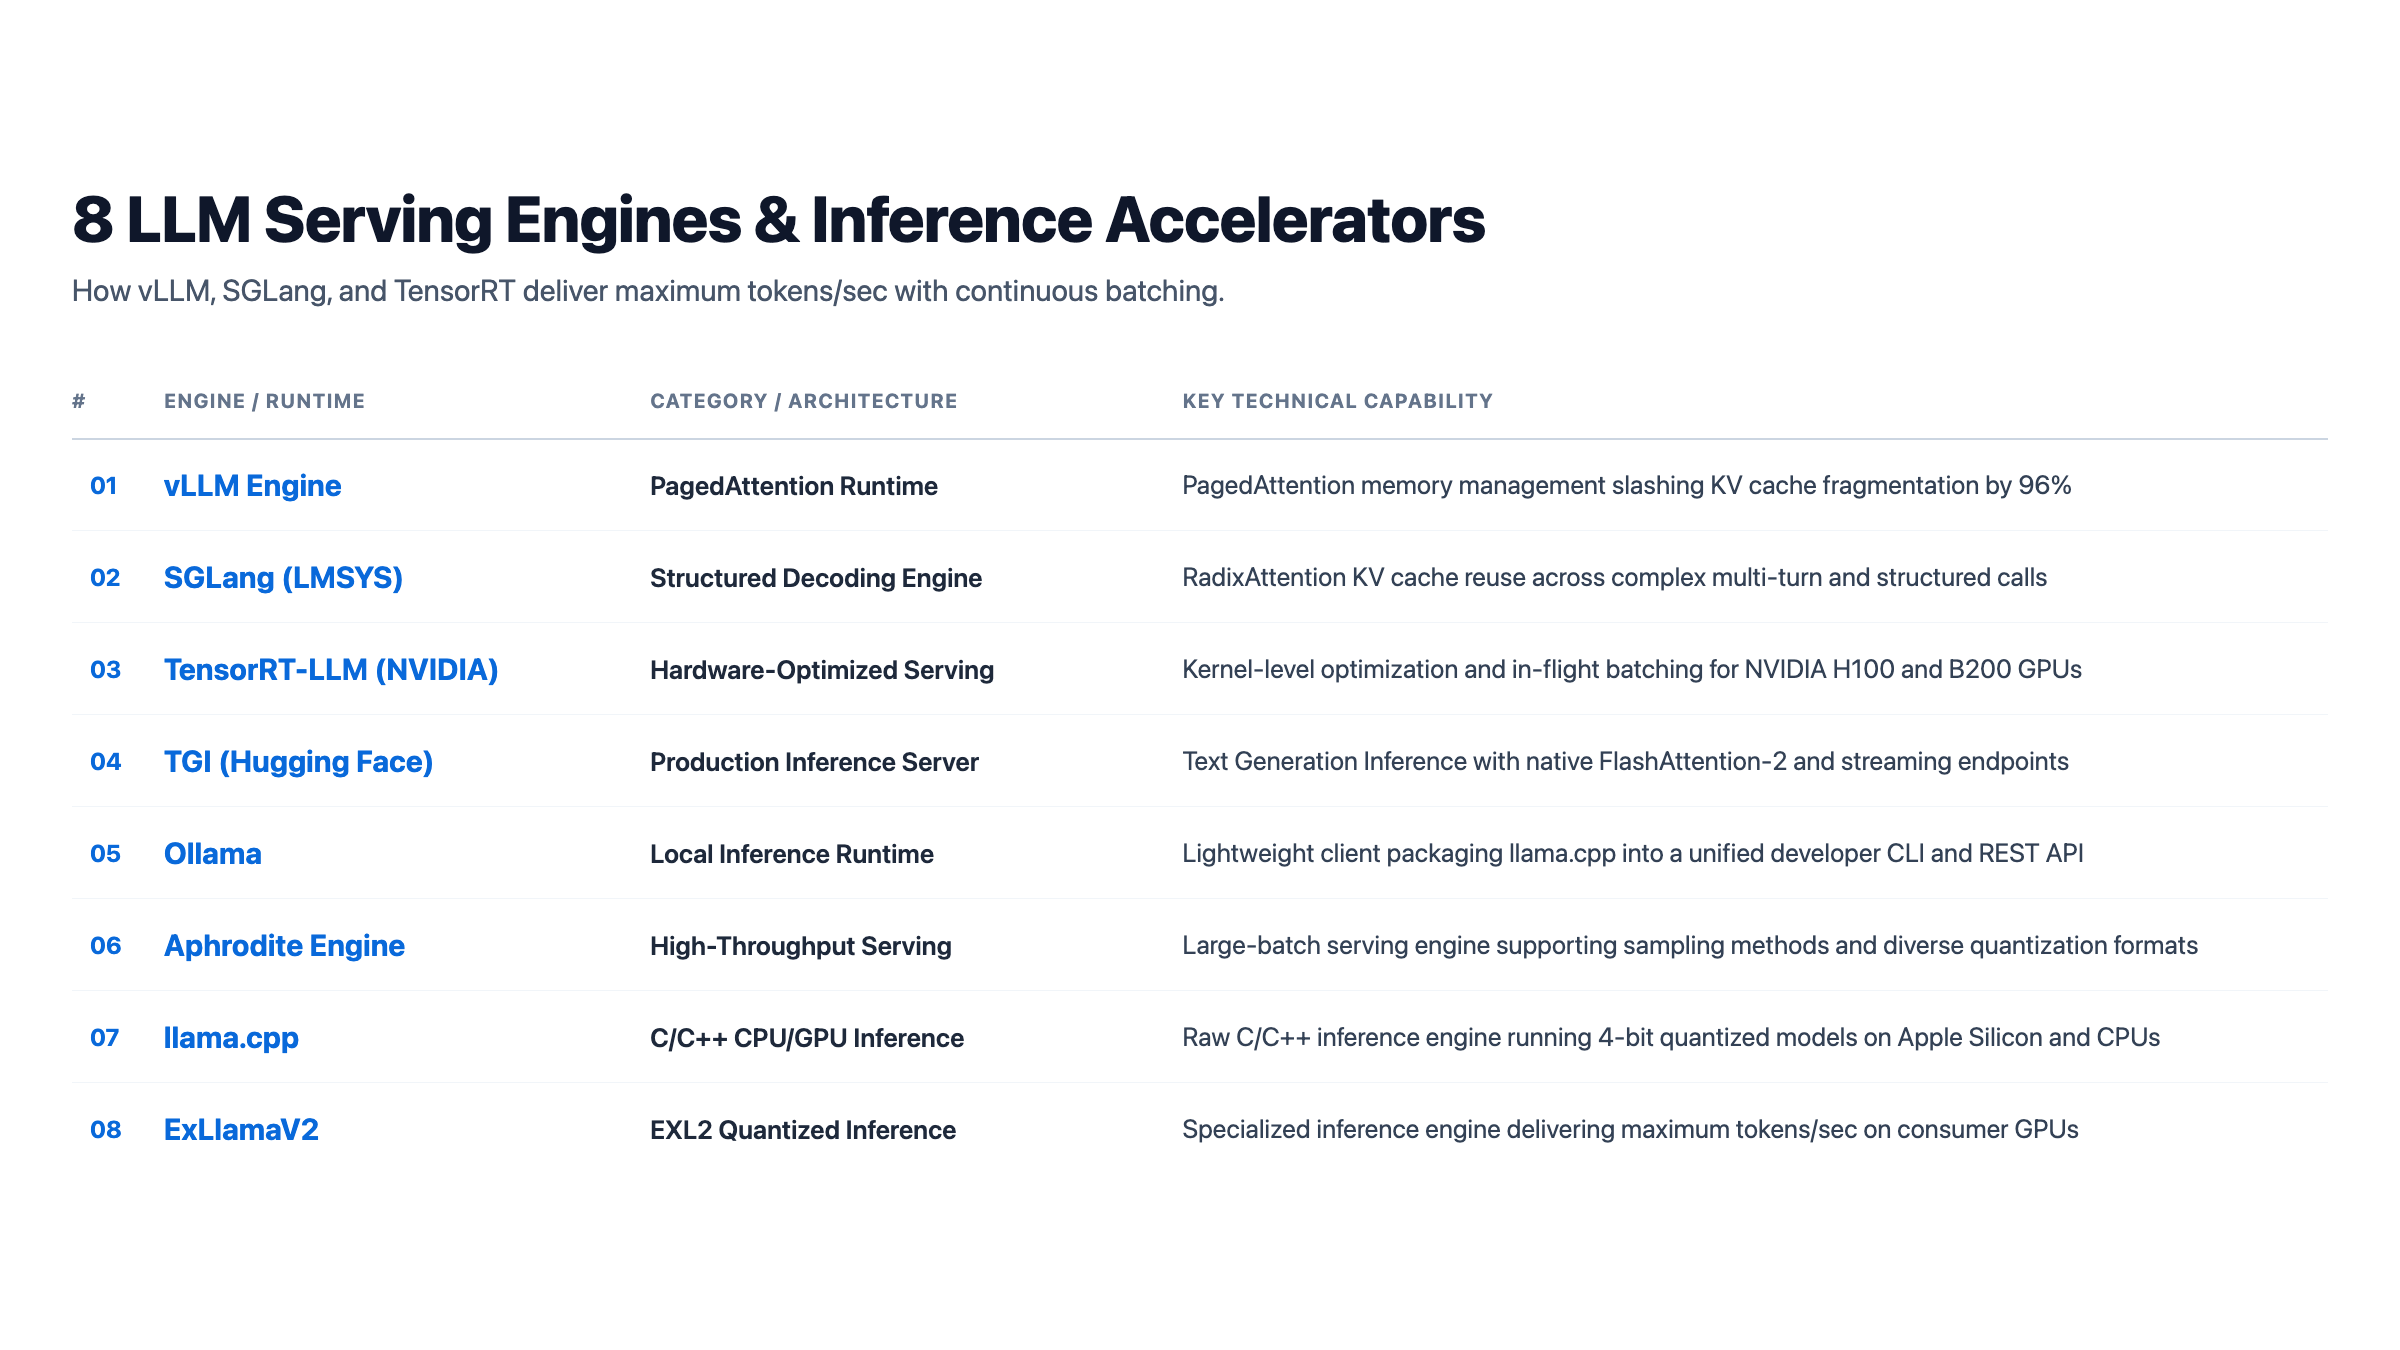 8 LLM Serving Engines & Inference Accelerators
How vLLM, SGLang, and TensorRT deliver maximum tokens/sec with continuous batching.
# ENGINE / RUNTIME CATEGORY / ARCHITECTURE KEY TECHNICAL CAPABILITY
01 vLLM Engine PagedAttention Runtime PagedAttention memory management slashing KV cache fragmentation by 96%
02 SGLang (LMSYS) Structured Decoding Engine RadixAttention KV cache reuse across complex multi-turn and structured calls
03 TensorRT-LLM (NVIDIA) Hardware-Optimized Serving Kernel-level optimization and in-flight batching for NVIDIA H100 and B200 GPUs
04 TGI (Hugging Face) Production Inference Server Text Generation Inference with native FlashAttention-2 and streaming endpoints
05 Ollama Local Inference Runtime Lightweight client packaging llama.cpp into a unified developer CLI and REST API
06 Aphrodite Engine High-Throughput Serving Large-batch serving engine supporting sampling methods and diverse quantization formats
07 llama.cpp C/C++ CPU/GPU Inference Raw C/C++ inference engine running 4-bit quantized models on Apple Silicon and CPUs
08 ExLlamaV2 EXL2 Quantized Inference Specialized inference engine delivering maximum tokens/sec on consumer GPUs